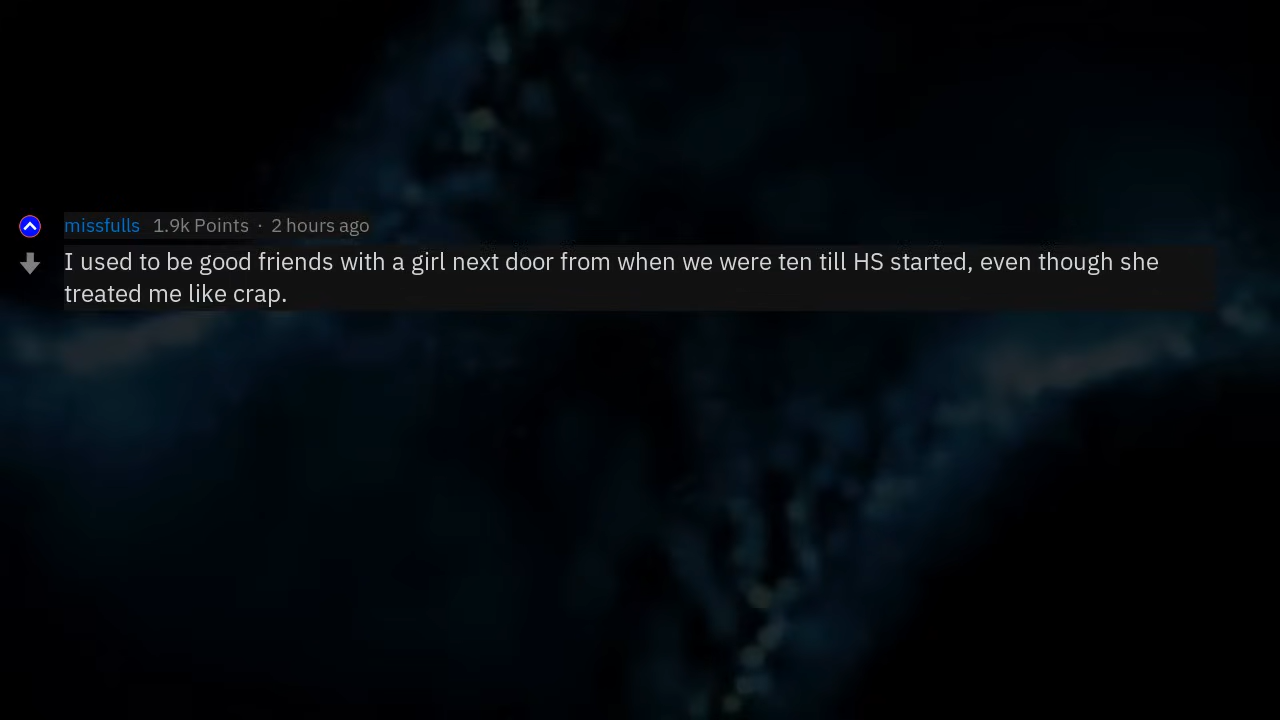 missfulls 1.9k Points · 2 hours ago
I used to be good friends with a girl next door from when we were ten till HS started, even though she
treated me like crap.